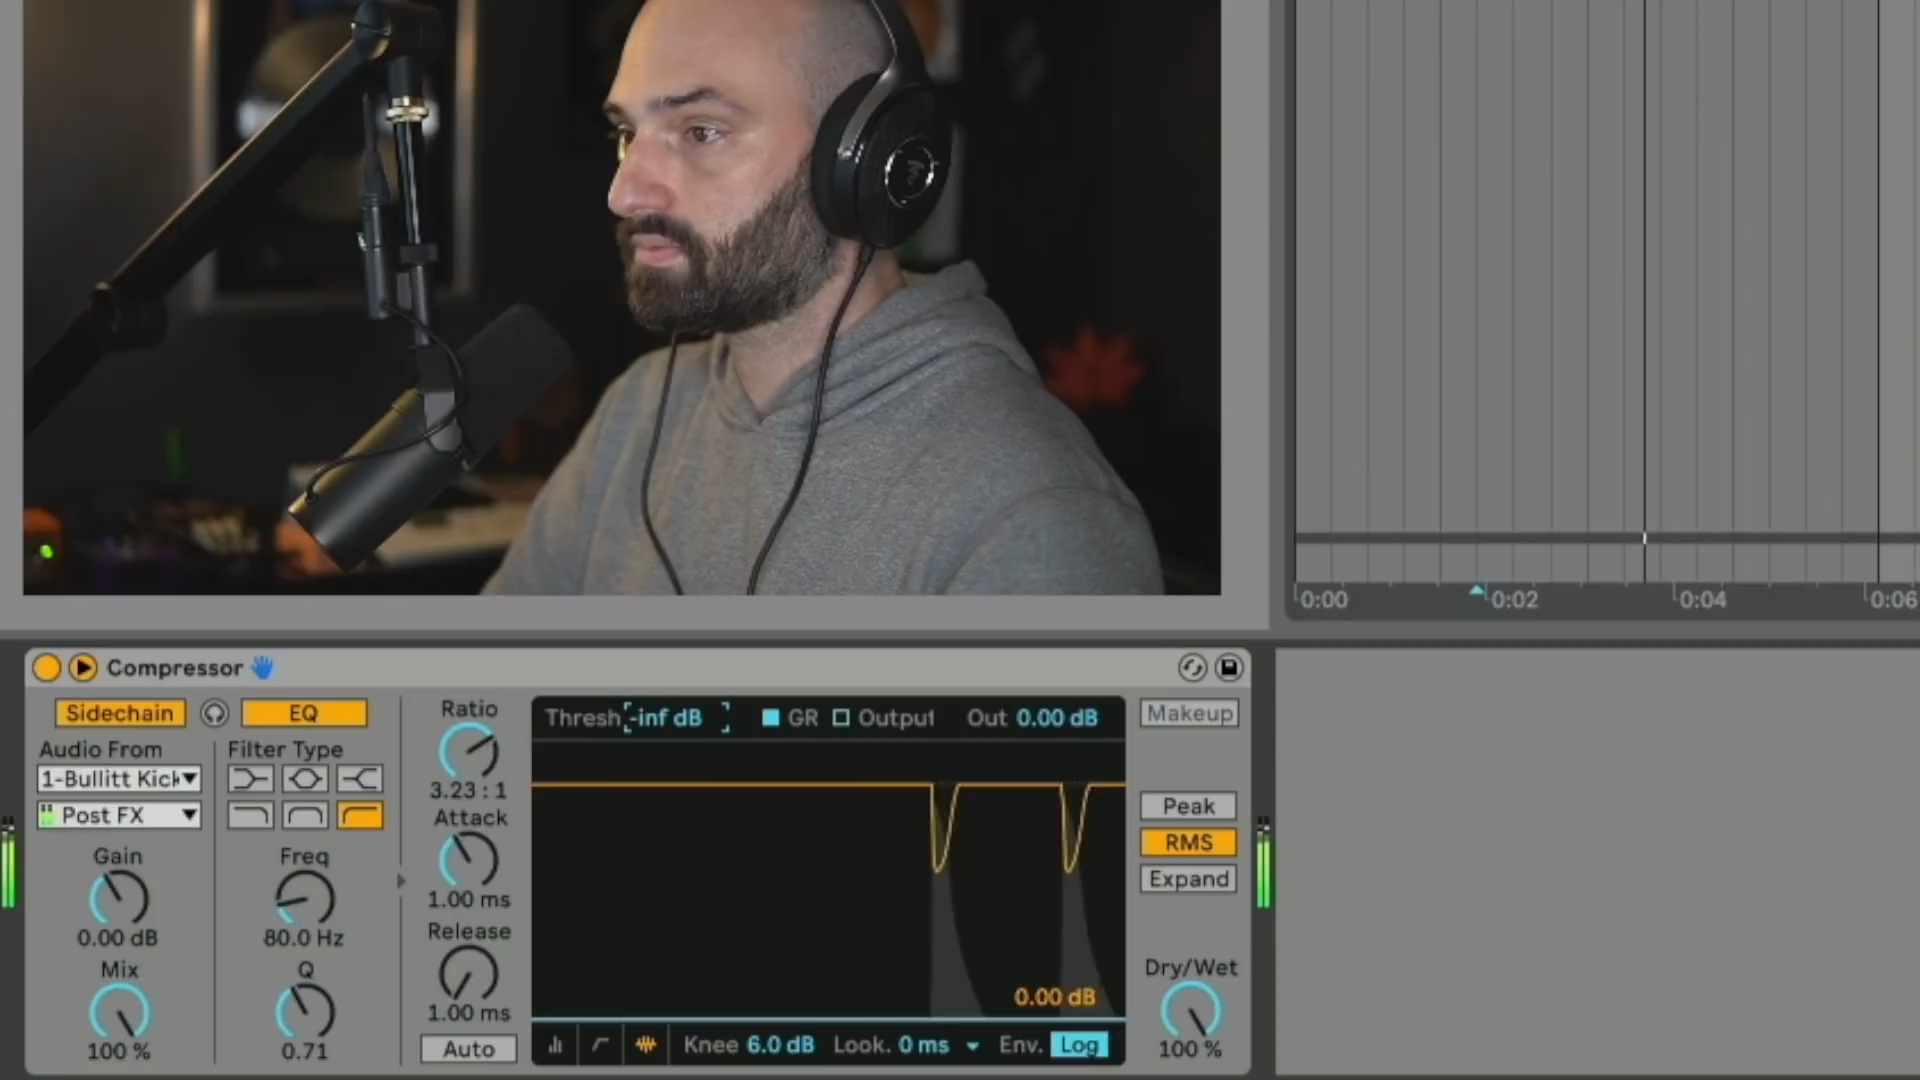 0:00
0:02
0:04
0:06
Compressor
Sidechain
EQ
Audio From
1-Bullitt Kick
Post FX
Gain
0.00 dB
Mix
100 %
Filter Type
Freq
80.0 Hz
Q
0.71
Ratio
3.23 : 1
Attack
1.00 ms
Release
1.00 ms
Auto
Thresh -inf dB GR Output Out 0.00 dB
0.00 dB
Knee 6.0 dB Look. 0 ms Env. Log
Makeup
Peak
RMS
Expand
Dry/Wet
100 %